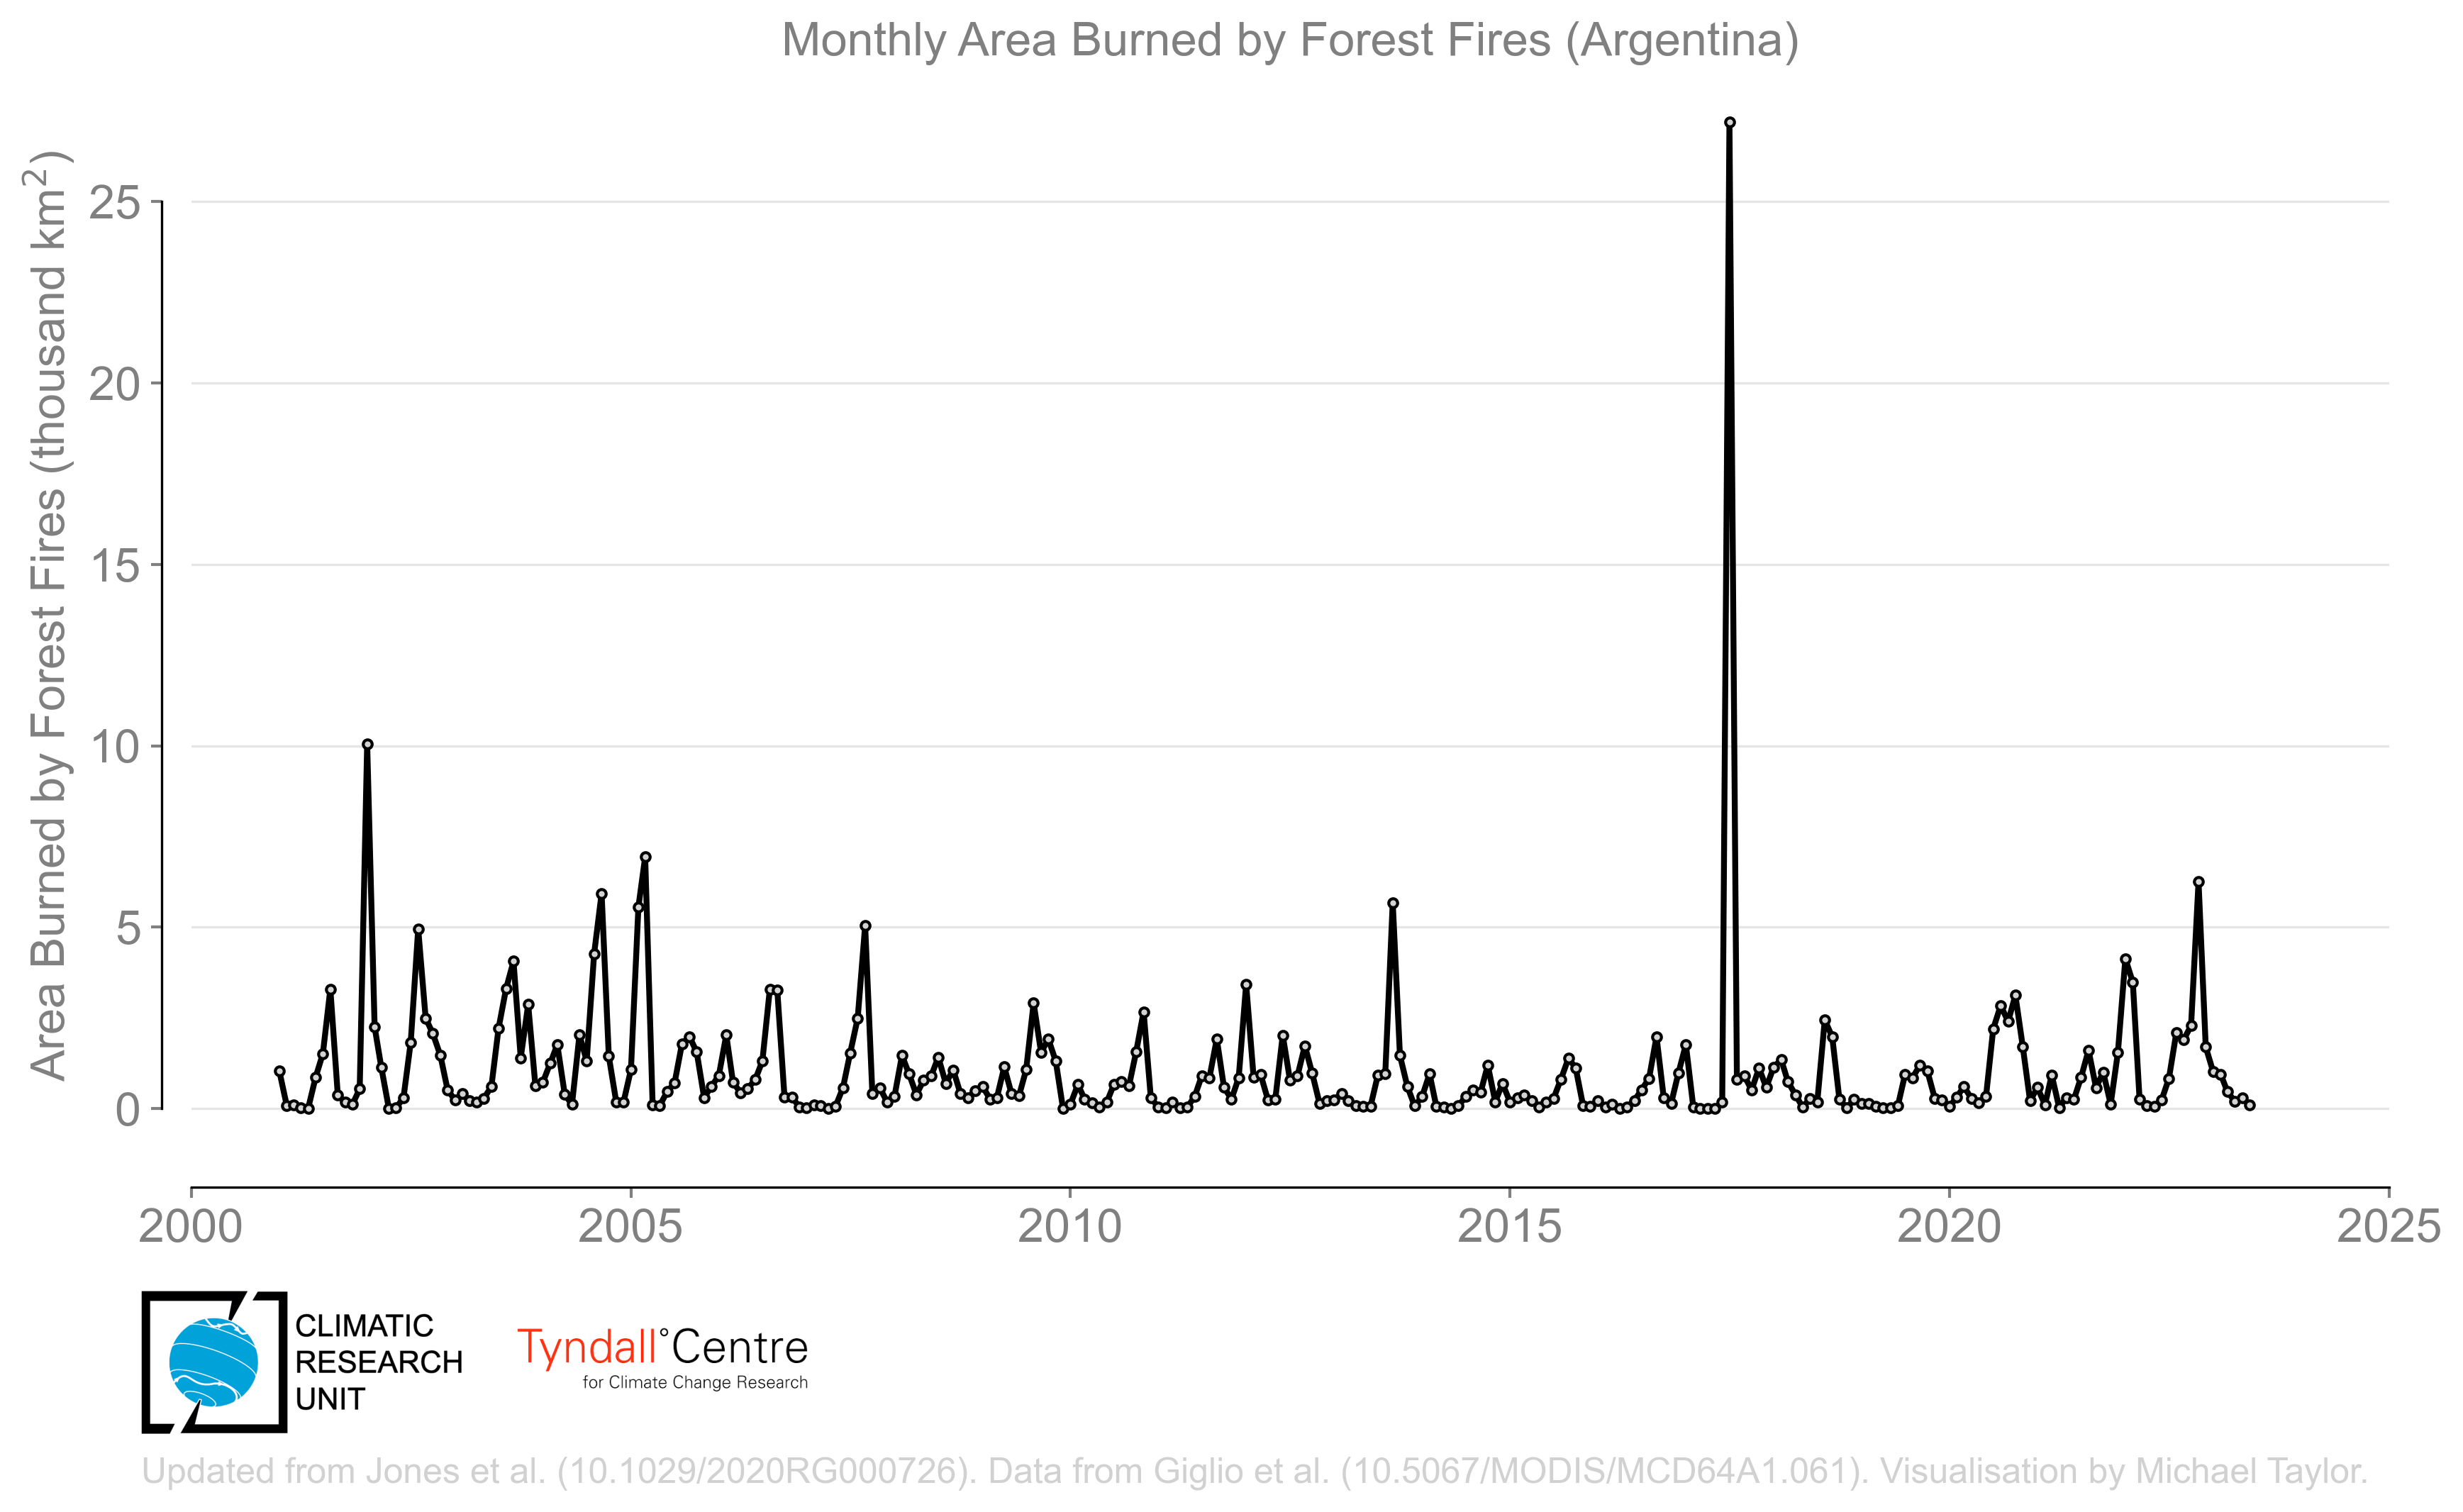 Monthly Area Burned by Forest Fires (Argentina)
Area Burned by Forest Fires (thousand km²)
25
20
15
10
5
0
2000 2005 2010 2015 2020 2025
CLIMATIC
RESEARCH
UNIT
Tyndall°Centre
for Climate Change Research
Updated from Jones et al. (10.1029/2020RG000726). Data from Giglio et al. (10.5067/MODIS/MCD64A1.061). Visualisation by Michael Taylor.